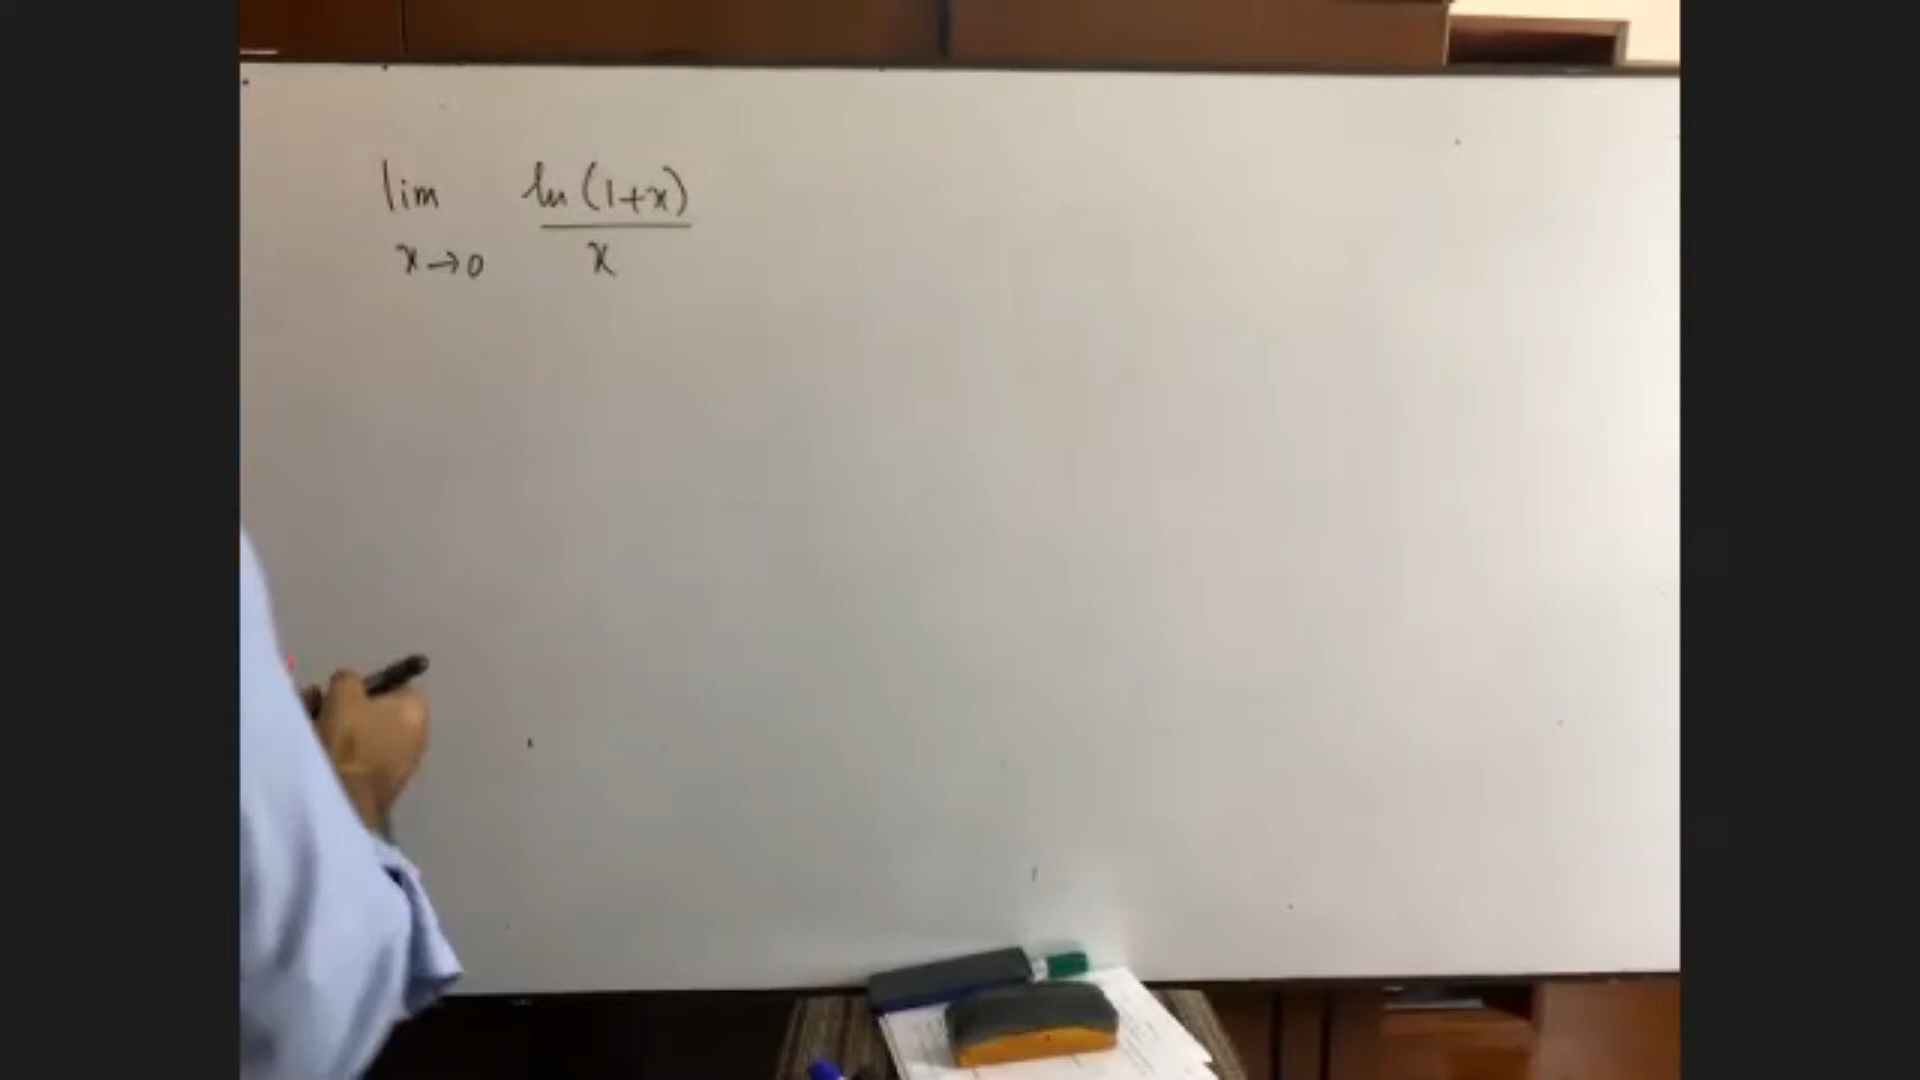 lim ln (1+x)
x→0 x